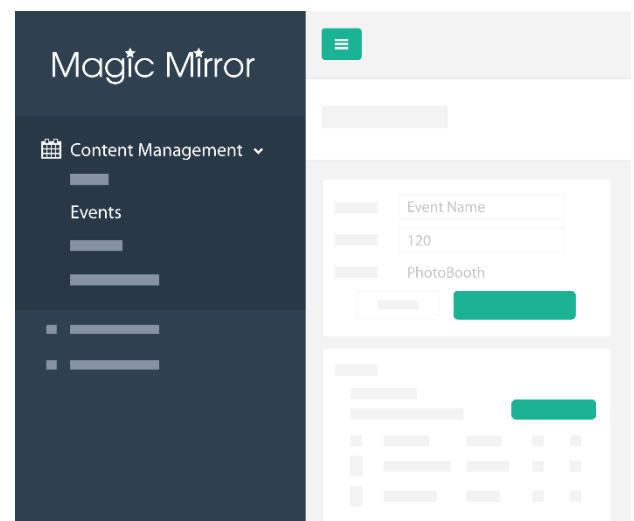 Magic Mirror
Content Management
Events
Event Name
120
PhotoBooth